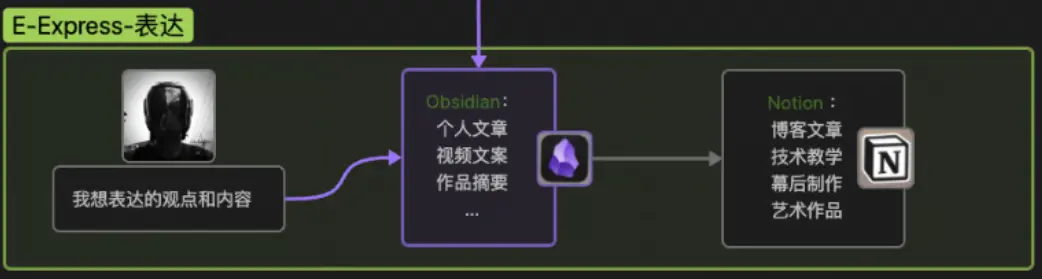 E-Express-表达
我想表达的观点和内容
Obsidian：
个人文章
视频文案
作品摘要
...
Notion ：
博客文章
技术教学
幕后制作
艺术作品
N